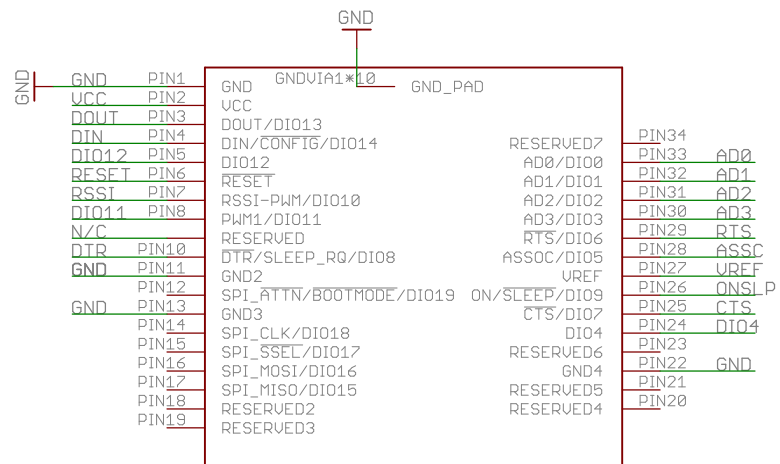 GND
GNDVIA1*10
GND_PAD
GND
GND PIN1 GND
VCC PIN2 VCC
DOUT PIN3 DOUT/DIO13
DIN PIN4 DIN/CONFIG/DIO14
DIO12 PIN5 DIO12
RESET PIN6 RESET
RSSI PIN7 RSSI-PWM/DIO10
DIO11 PIN8 PWM1/DIO11
N/C RESERVED
DTR PIN10 DTR/SLEEP_RQ/DIO8
GND PIN11 GND2
PIN12 SPI_ATTN/BOOTMODE/DIO19
GND PIN13 GND3
PIN14 SPI_CLK/DIO18
PIN15 SPI_SSEL/DIO17
PIN16 SPI_MOSI/DIO16
PIN17 SPI_MISO/DIO15
PIN18 RESERVED2
PIN19 RESERVED3
RESERVED7 PIN34
AD0/DIO0 PIN33 AD0
AD1/DIO1 PIN32 AD1
AD2/DIO2 PIN31 AD2
AD3/DIO3 PIN30 AD3
RTS/DIO6 PIN29 RTS
ASSOC/DIO5 PIN28 ASSC
VREF PIN27 VREF
ON/SLEEP/DIO9 PIN26 ONSLP
CTS/DIO7 PIN25 CTS
DIO4 PIN24 DIO4
RESERVED6 PIN23
GND4 PIN22 GND
RESERVED5 PIN21
RESERVED4 PIN20